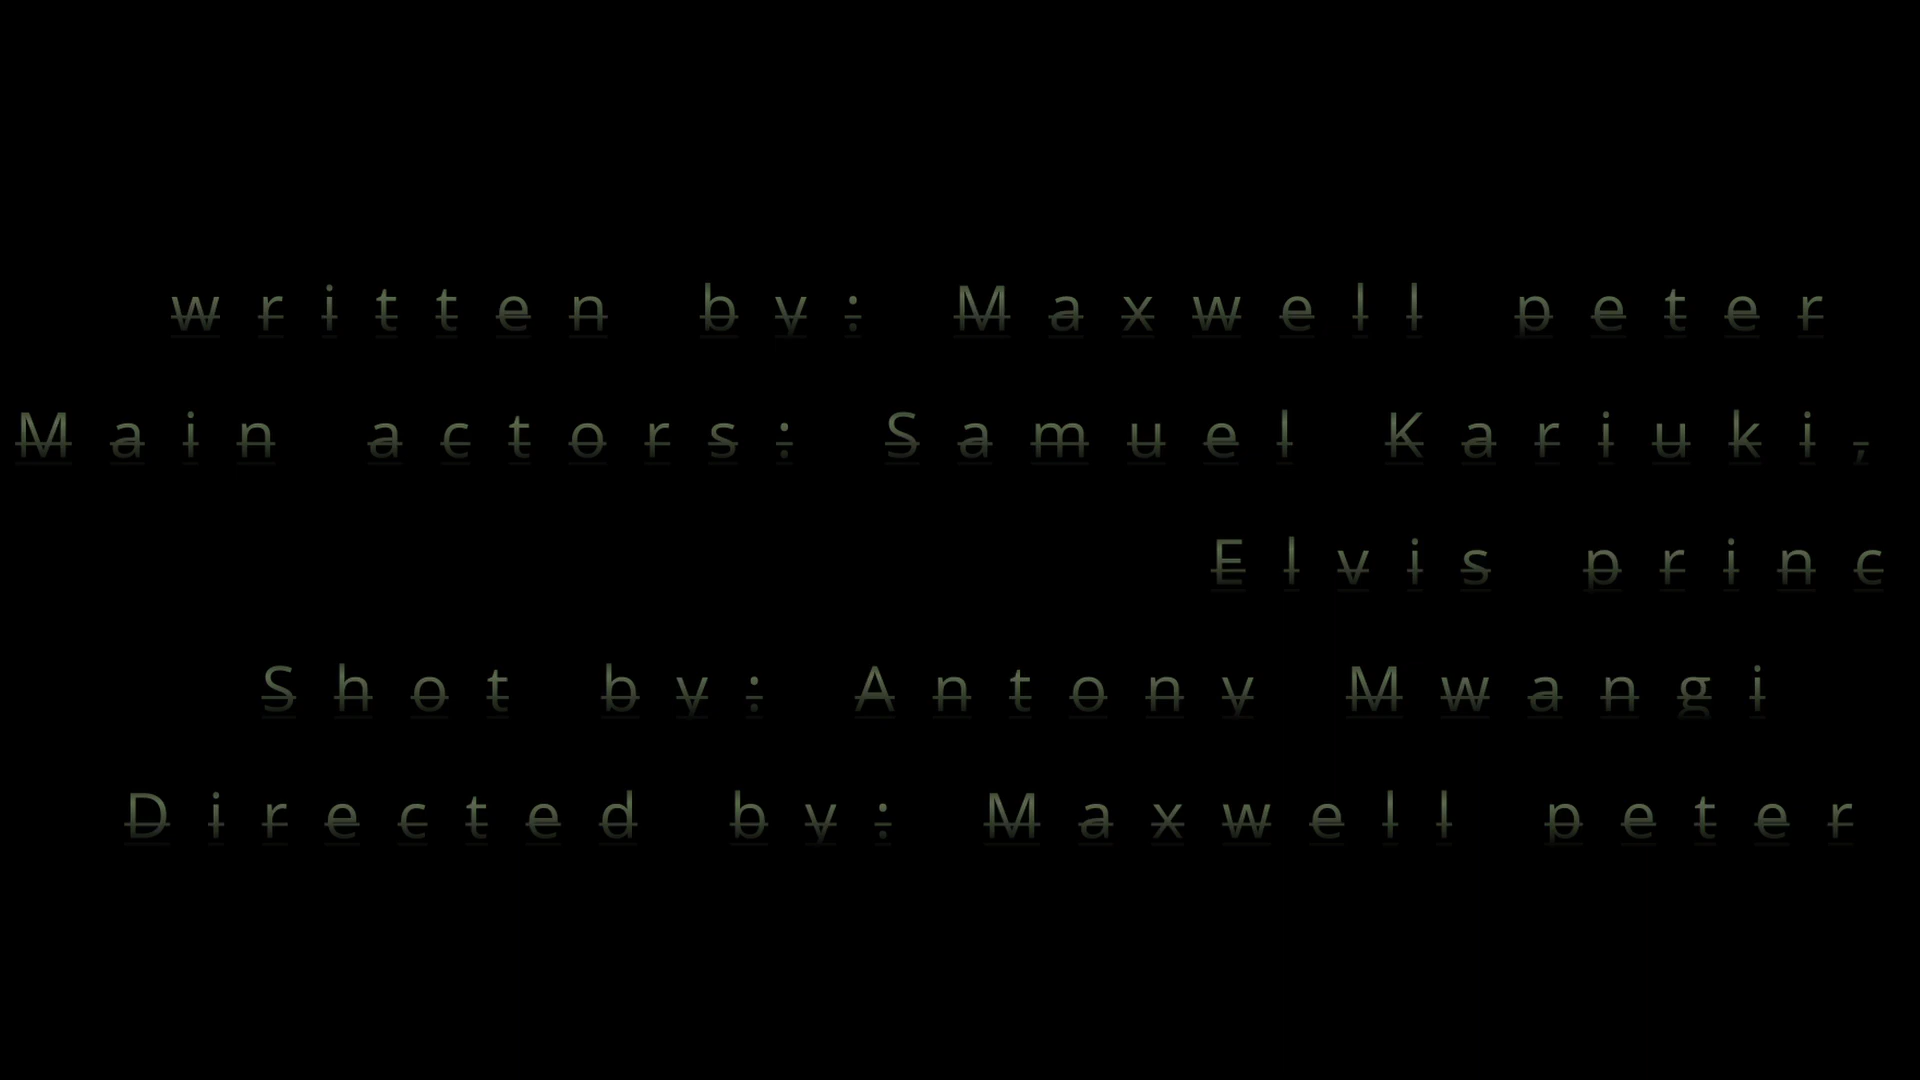 written by: Maxwell peter
Main actors: Samuel Kariuki,
Elvis princ
Shot by: Antony Mwangi
Directed by: Maxwell peter